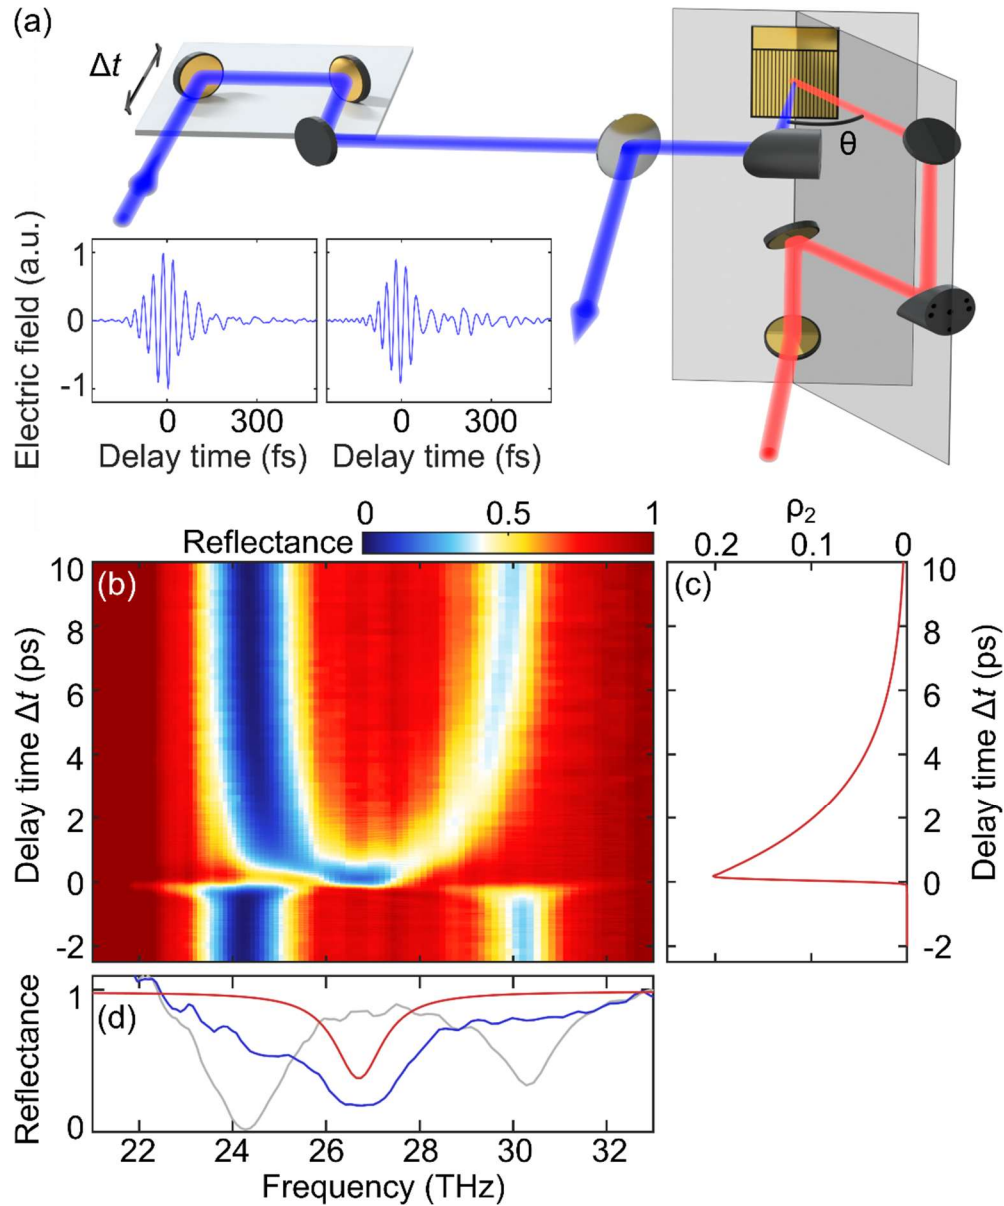 (a)
Δt
θ
Electric field (a.u.)
1
0
-1
0 300 0 300
Delay time (fs) Delay time (fs)
Reflectance 0 0.5 1
ρ2
0.2 0.1 0
(b)
(c)
Delay time Δt (ps)
10
8
6
4
2
0
-2
10
8
6
4
2
0
-2
Delay time Δt (ps)
(d)
Reflectance
1
0
22 24 26 28 30 32
Frequency (THz)